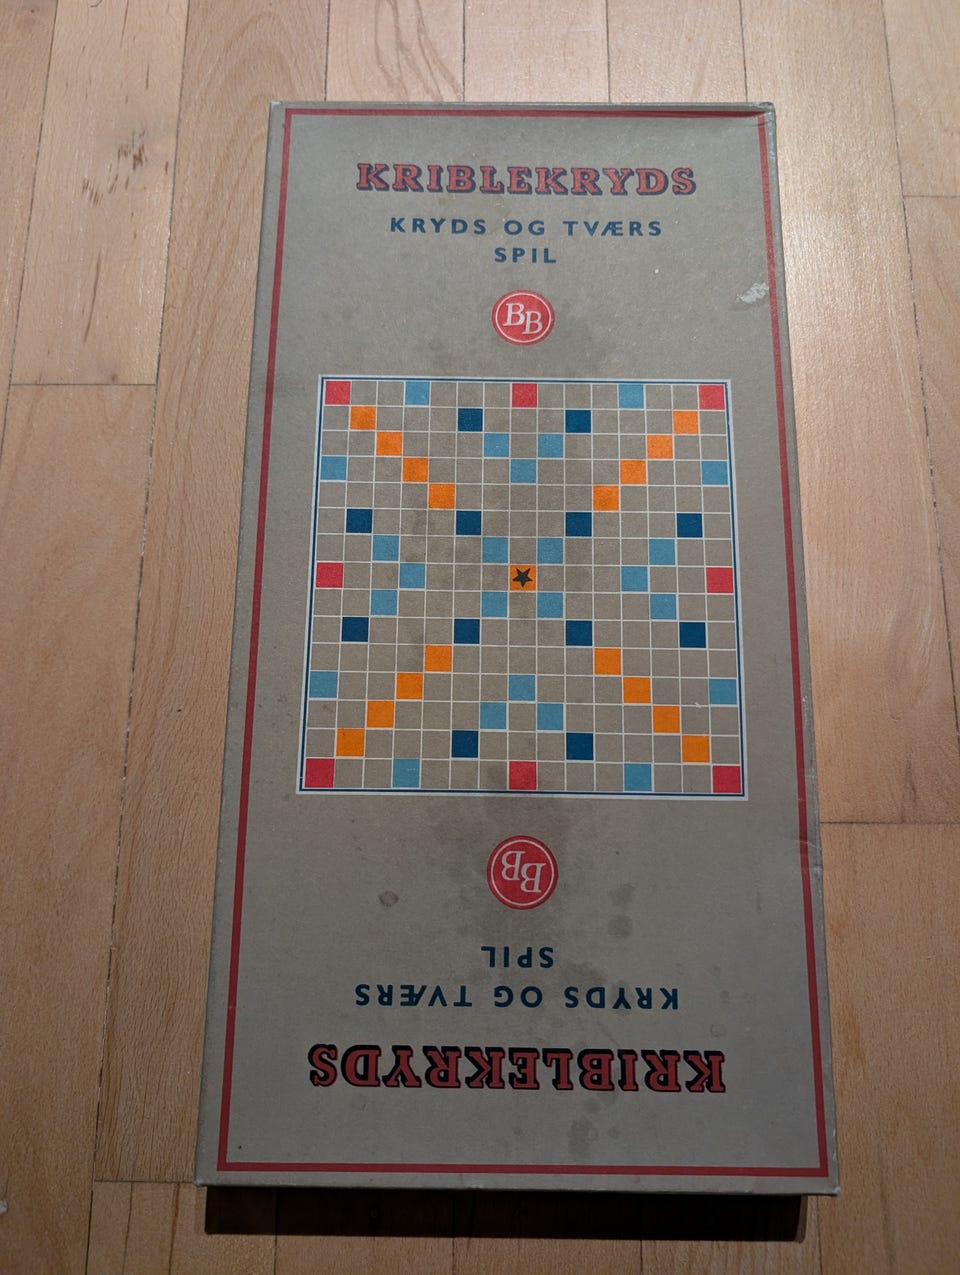 KRIBLEKRYDS
KRYDS OG TVÆRS
SPIL
BB
BB
SPIL
KRYDS OG TVÆRS
KRIBLEKRYDS